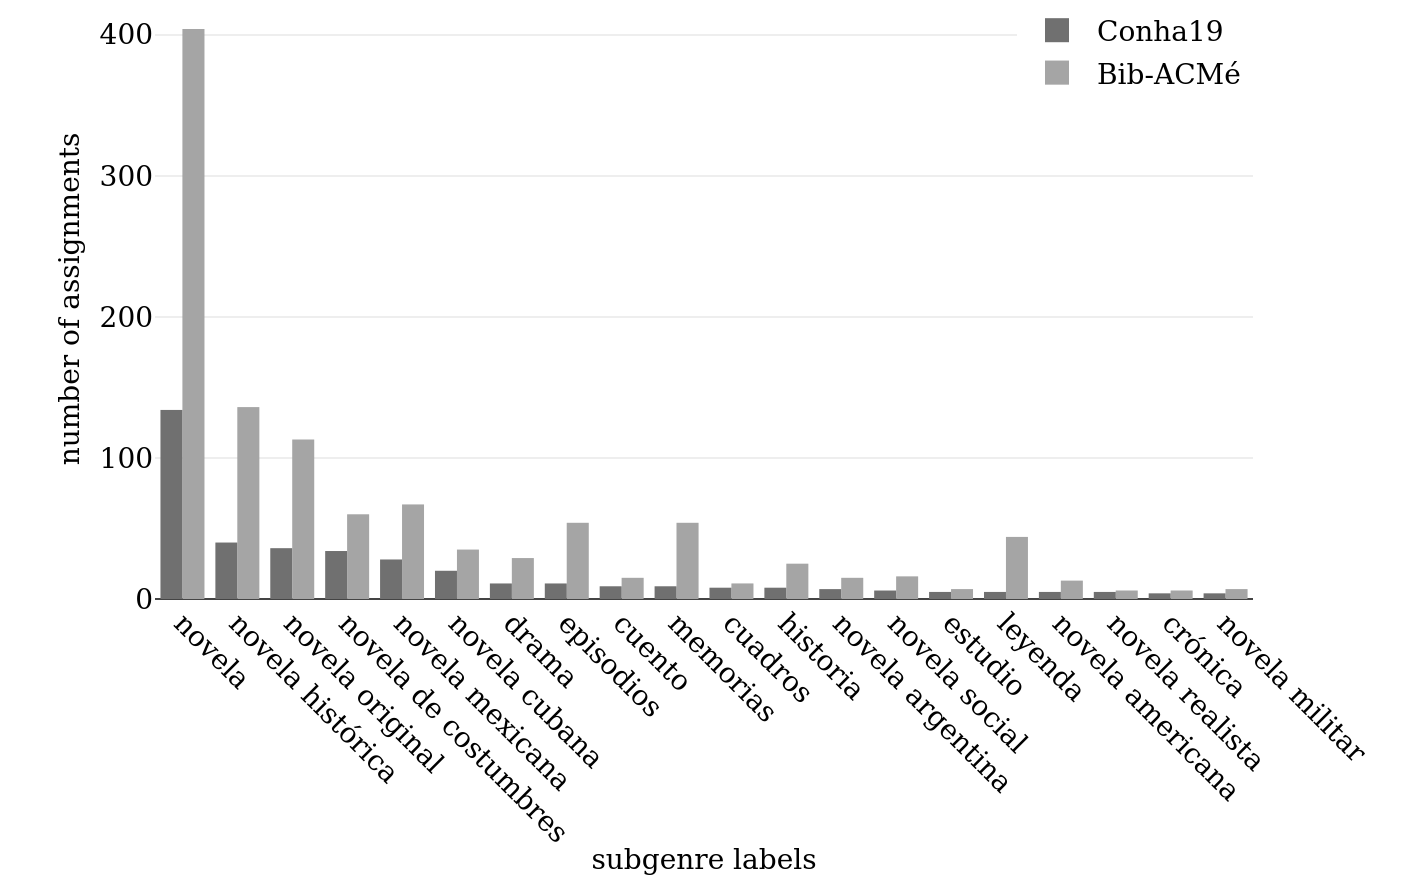 Conha19
Bib-ACMé
number of assignments
400
300
200
100
0
novela
novela histórica
novela original
novela de costumbres
novela mexicana
novela cubana
drama
episodios
cuento
memorias
cuadros
historia
novela argentina
novela social
estudio
leyenda
novela americana
novela realista
crónica
novela militar
subgenre labels